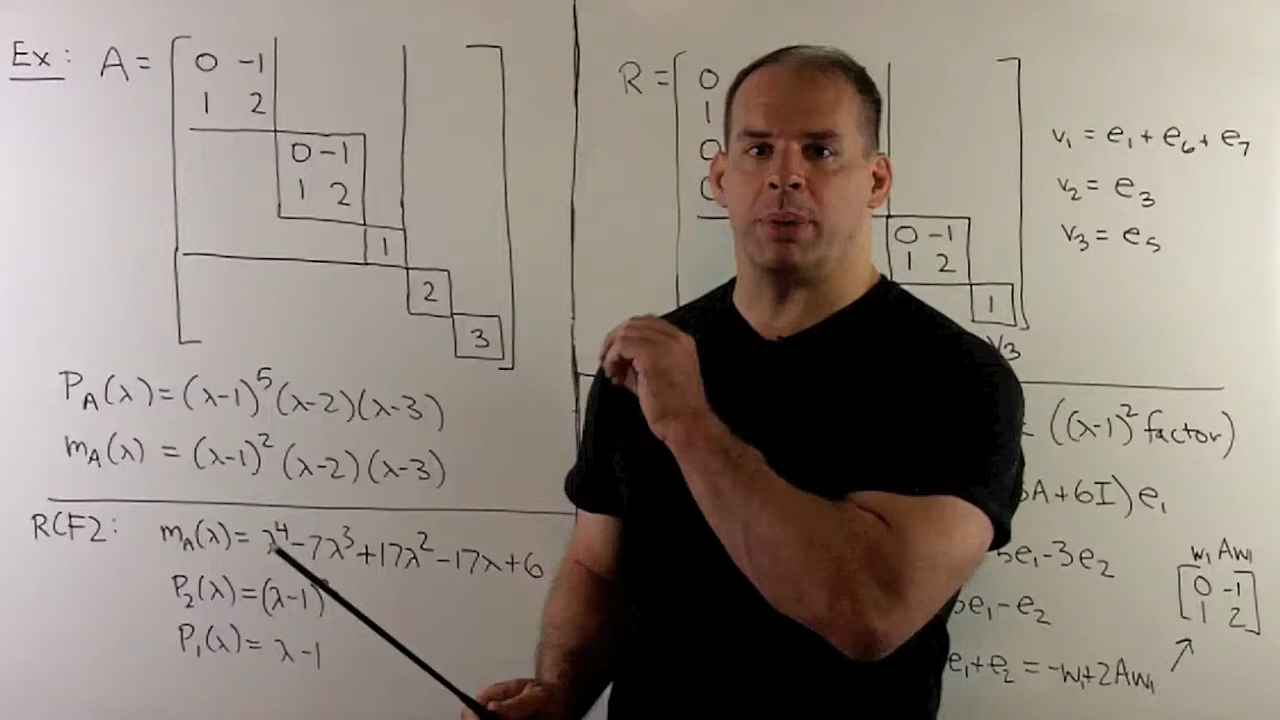 Ex: A =
0 -1
1 2
0 -1
1 2
1
2
3
P_A(λ) = (λ-1)^5 (λ-2)(λ-3)
m_A(λ) = (λ-1)^2 (λ-2)(λ-3)
RCF2: m_A(λ) = λ^4 - 7λ^3 + 17λ^2 - 17λ + 6
P_2(λ) = (λ-1)
P_1(λ) = λ-1
R =
0
1
0
0 -1
1 2
1
v_3
v_1 = e_1 + e_6 + e_7
v_2 = e_3
v_3 = e_5
((λ-1)^2 factor)
A + 6I) e_1
e_1 - 3e_2
e_1 - e_2
e_1 + e_2 = -w_1 + 2Aw_1
w_1 Aw_1
0 -1
1 2